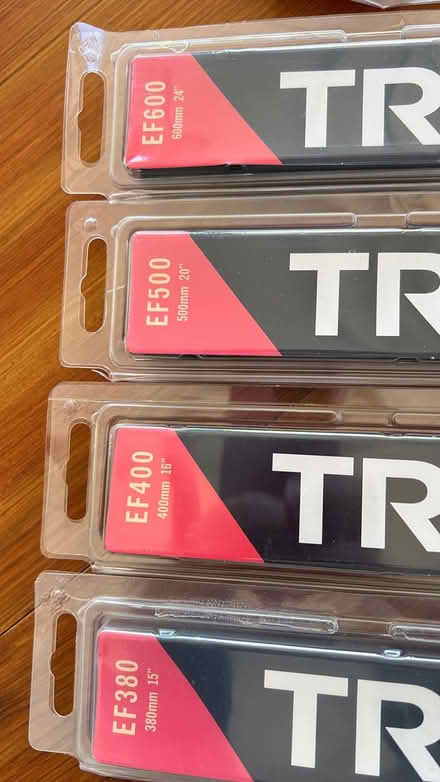 EF600
600mm 24"
TR
EF500
500mm 20"
TR
EF400
400mm 16"
TR
EF380
380mm 15"
TR